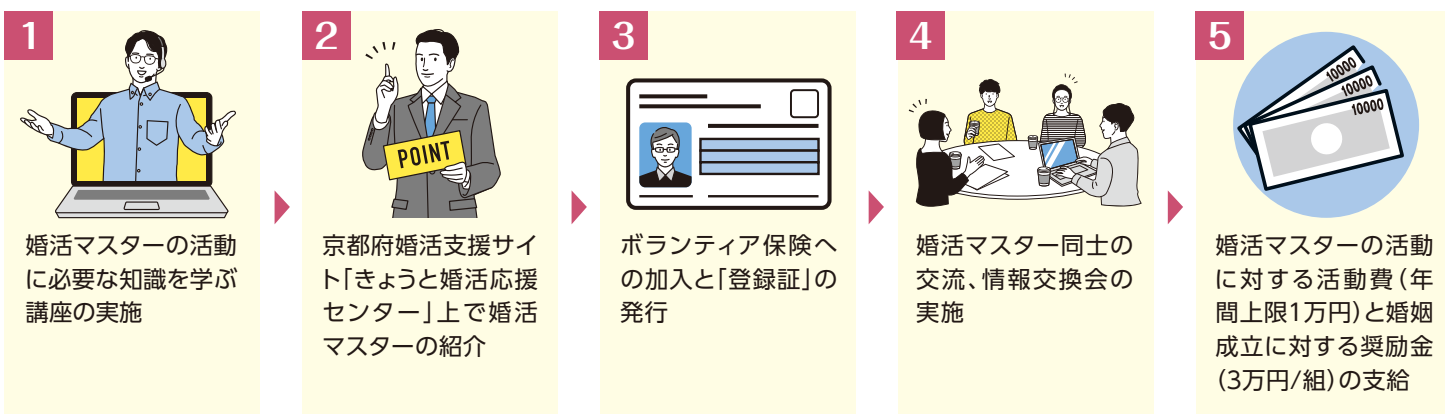 1
婚活マスターの活動
に必要な知識を学ぶ
講座の実施
2
POINT
京都府婚活支援サイ
ト「きょうと婚活応援
センター」上で婚活
マスターの紹介
3
ボランティア保険へ
の加入と「登録証」の
発行
4
婚活マスター同士の
交流、情報交換会の
実施
5
10000
10000
10000
婚活マスターの活動
に対する活動費（年
間上限1万円）と婚姻
成立に対する奨励金
（3万円/組）の支給